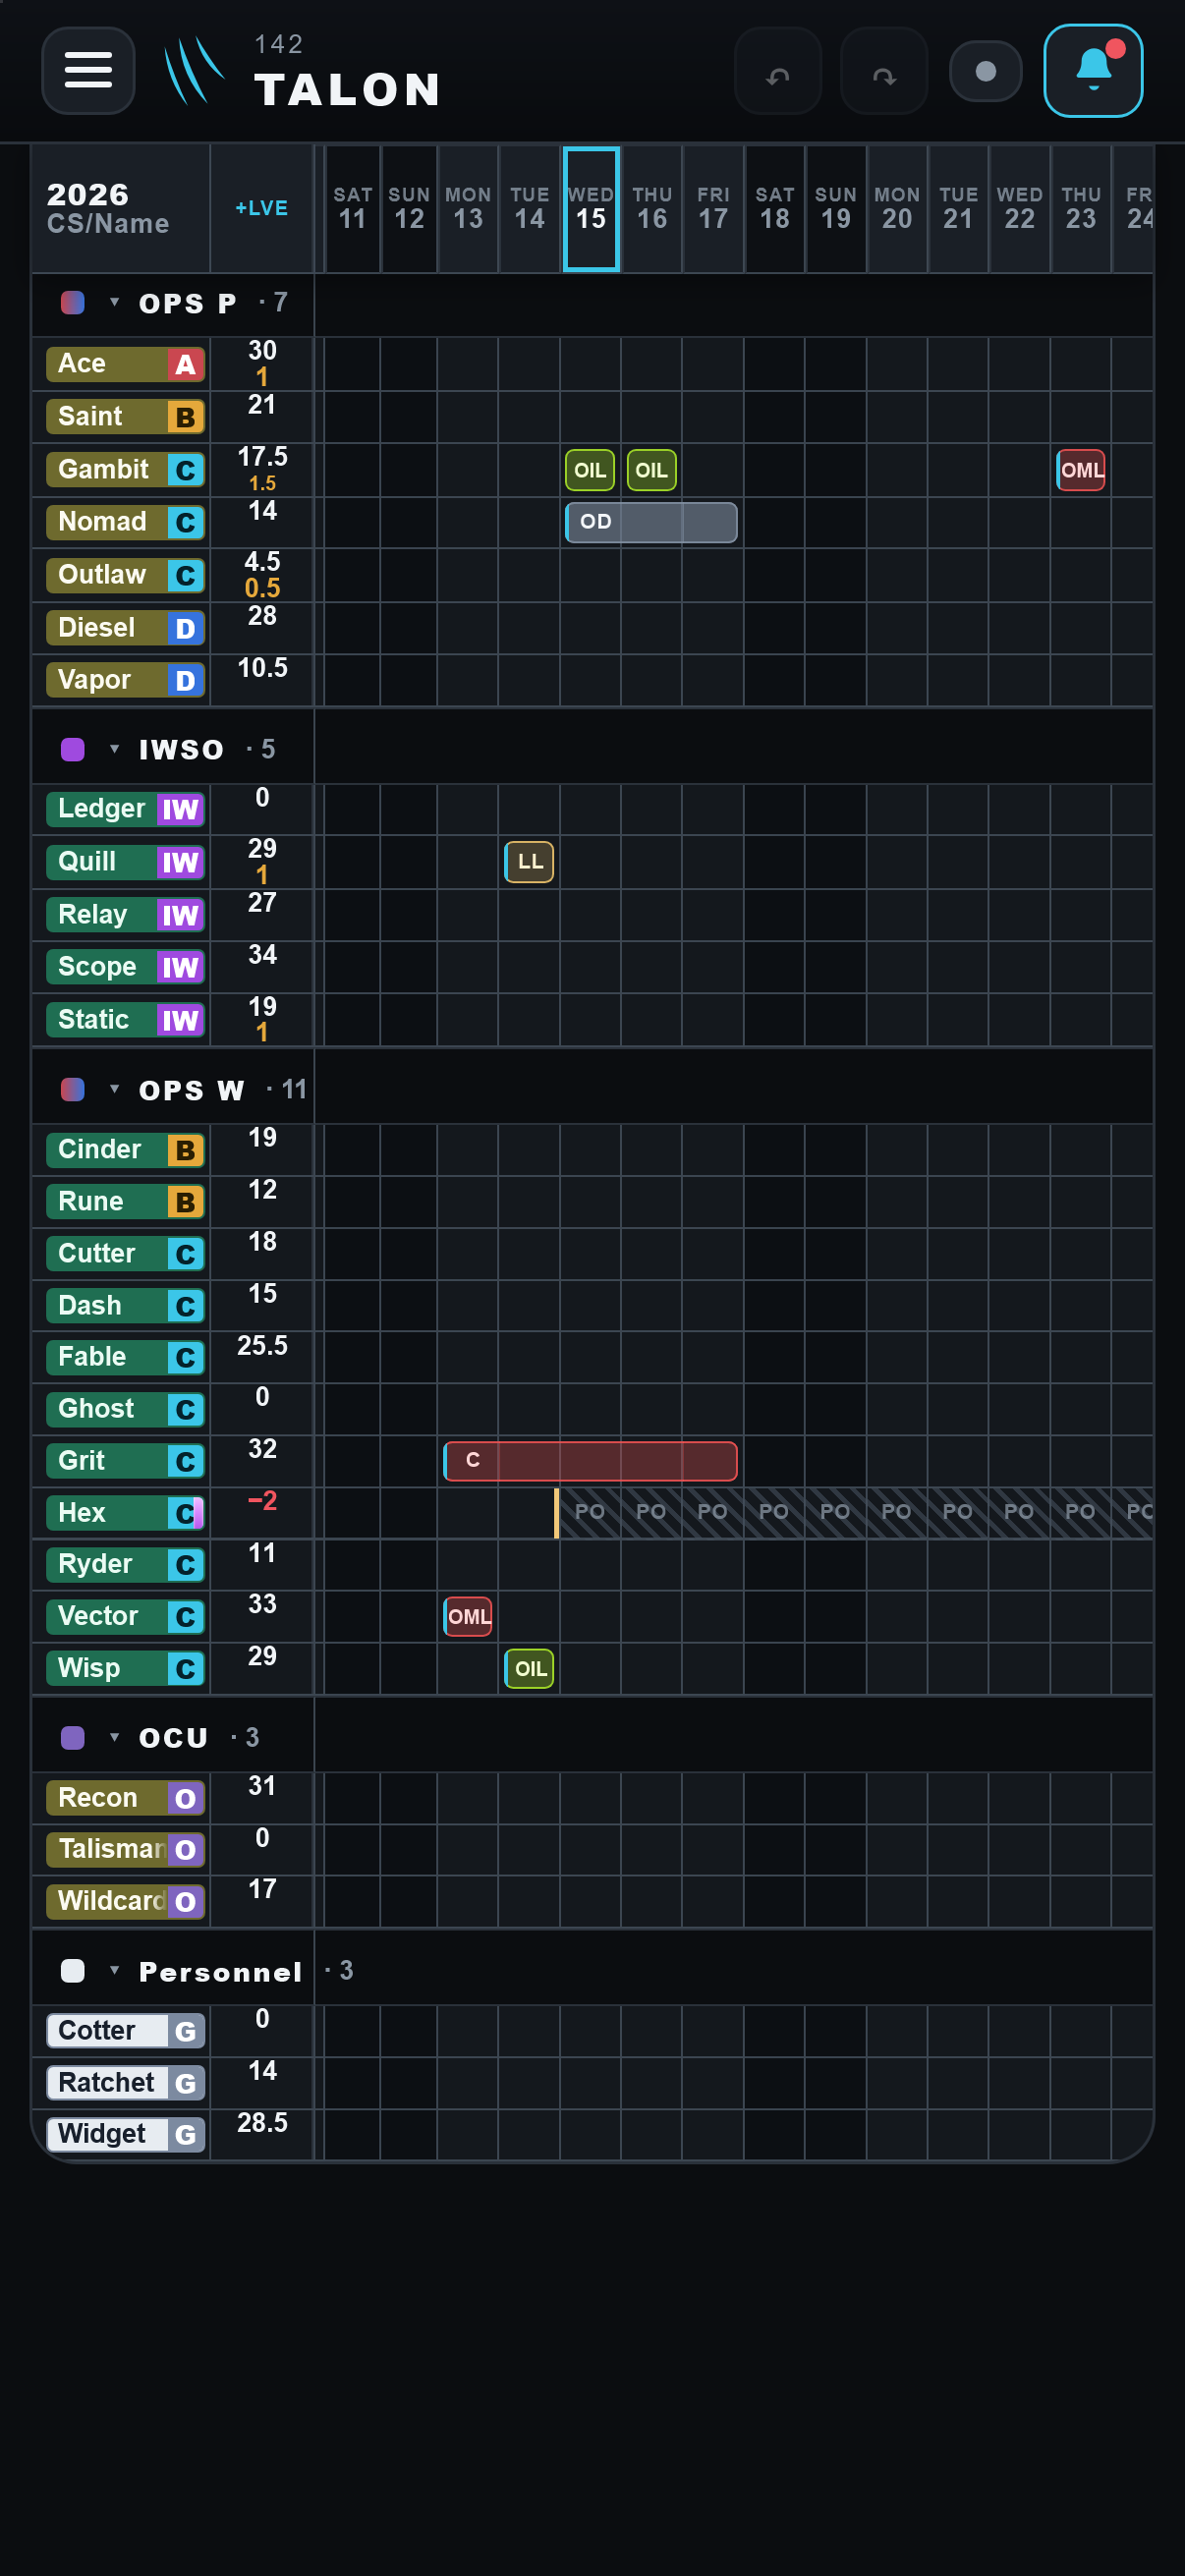 142
TALON
2026
CS/Name
+LVE
SAT 11
SUN 12
MON 13
TUE 14
WED 15
THU 16
FRI 17
SAT 18
SUN 19
MON 20
TUE 21
WED 22
THU 23
FR 24
OPS P · 7
Ace A 30 1
Saint B 21
Gambit C 17.5 1.5 OIL OIL OML
Nomad C 14 OD
Outlaw C 4.5 0.5
Diesel D 28
Vapor D 10.5
IWSO · 5
Ledger IW 0
Quill IW 29 1 LL
Relay IW 27
Scope IW 34
Static IW 19 1
OPS W · 11
Cinder B 19
Rune B 12
Cutter C 18
Dash C 15
Fable C 25.5
Ghost C 0
Grit C 32 C
Hex C −2 PO PO PO PO PO PO PO PO PO PO
Ryder C 11
Vector C 33 OML
Wisp C 29 OIL
OCU · 3
Recon O 31
Talisman O 0
Wildcard O 17
Personnel · 3
Cotter G 0
Ratchet G 14
Widget G 28.5